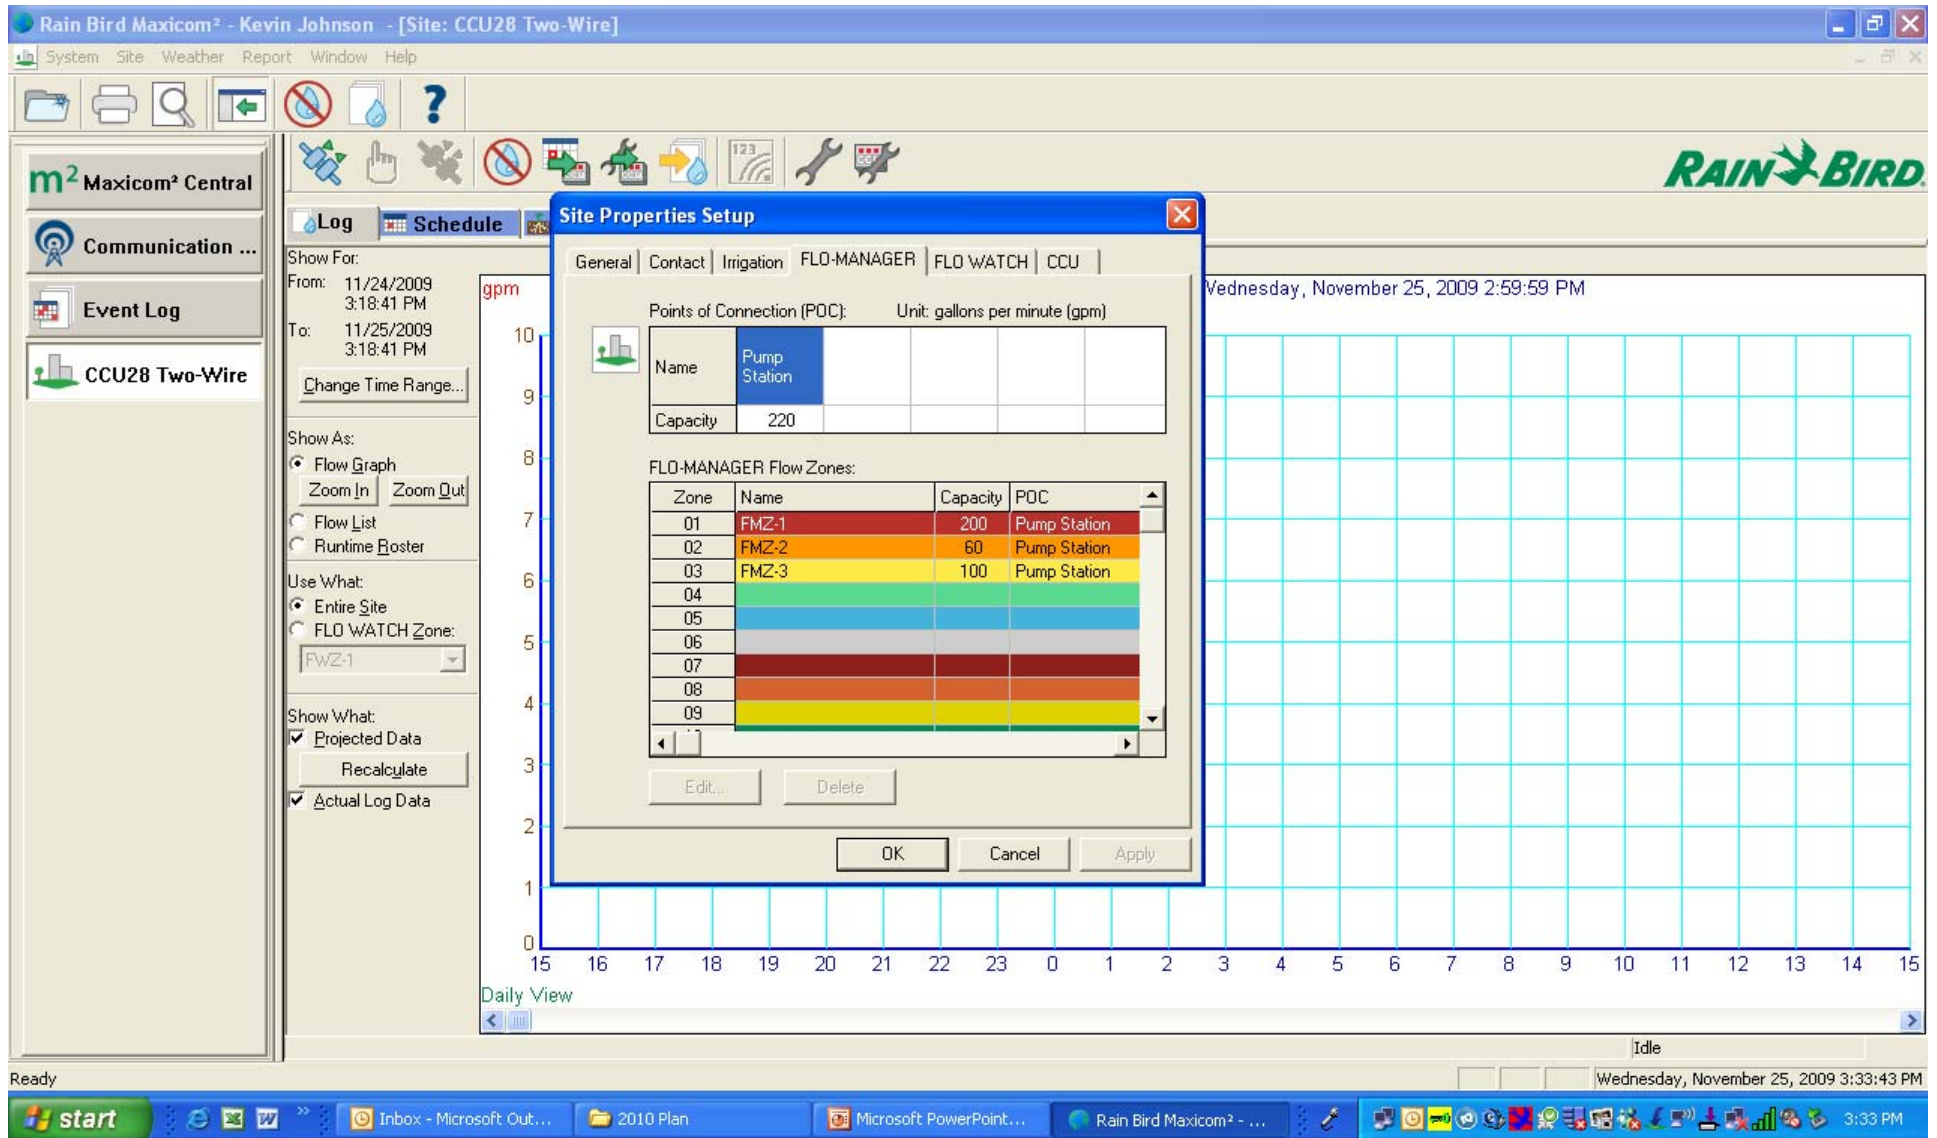 Rain Bird Maxicom² - Kevin Johnson - [Site: CCU28 Two-Wire]
System Site Weather Report Window Help
?
m² Maxicom² Central
Communication ...
Event Log
CCU28 Two-Wire
123
RAIN BIRD
Log
Schedule
Show For:
From: 11/24/2009
3:18:41 PM
To: 11/25/2009
3:18:41 PM
Change Time Range...
Show As:
Flow Graph
Zoom In Zoom Out
Flow List
Runtime Roster
Use What:
Entire Site
FLO WATCH Zone:
FWZ-1
Show What:
Projected Data
Recalculate
Actual Log Data
gpm
Wednesday, November 25, 2009 2:59:59 PM
10
9
8
7
6
5
4
3
2
1
0
15 16 17 18 19 20 21 22 23 0 1 2 3 4 5 6 7 8 9 10 11 12 13 14 15
Daily View
Site Properties Setup
General Contact Irrigation FLO-MANAGER FLO WATCH CCU
Points of Connection (POC): Unit: gallons per minute (gpm)
Name Pump
Station
Capacity 220
FLO-MANAGER Flow Zones:
Zone Name Capacity POC
01 FMZ-1 200 Pump Station
02 FMZ-2 60 Pump Station
03 FMZ-3 100 Pump Station
04
05
06
07
08
09
Edit... Delete
OK Cancel Apply
Idle
Ready
Wednesday, November 25, 2009 3:33:43 PM
start
Inbox - Microsoft Out...
2010 Plan
Microsoft PowerPoint...
Rain Bird Maxicom² - ...
3:33 PM